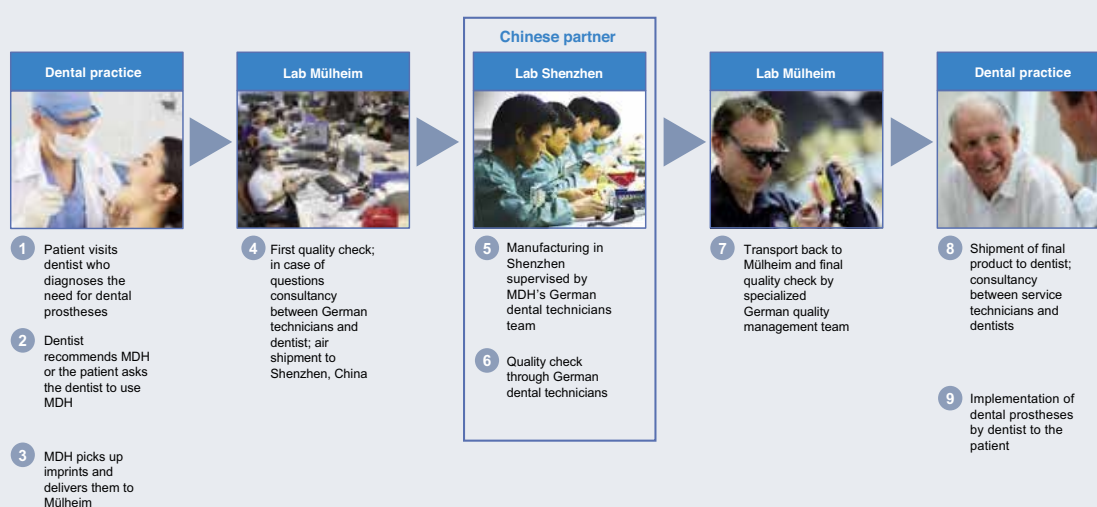 Chinese partner
Dental practice
Lab Mülheim
Lab Shenzhen
Lab Mülheim
Dental practice
1 Patient visits
dentist who
diagnoses the
need for dental
prostheses
2 Dentist
recommends MDH
or the patient asks
the dentist to use
MDH
3 MDH picks up
imprints and
delivers them to
Mülheim
4 First quality check;
in case of
questions
consultancy
between German
technicians and
dentist; air
shipment to
Shenzhen, China
5 Manufacturing in
Shenzhen
supervised by
MDH's German
dental technicians
team
6 Quality check
through German
dental technicians
7 Transport back to
Mülheim and final
quality check by
specialized
German quality
management team
8 Shipment of final
product to dentist;
consultancy
between service
technicians and
dentists
9 Implementation of
dental prostheses
by dentist to the
patient